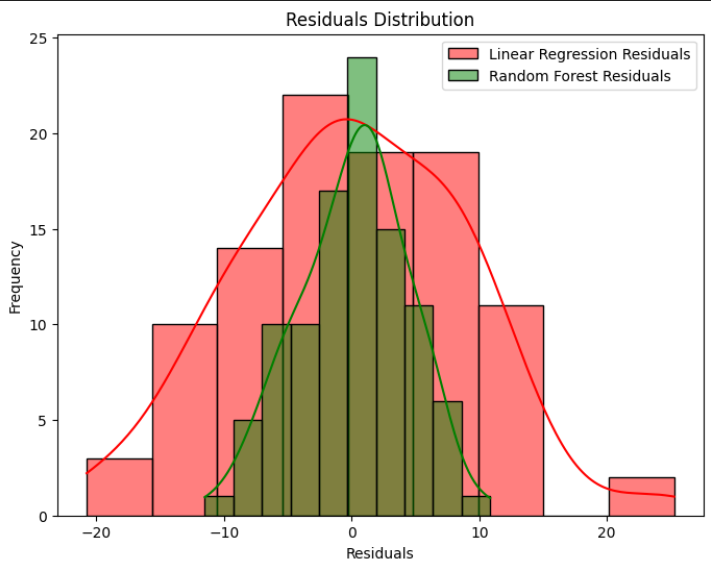 Residuals Distribution
Linear Regression Residuals
Random Forest Residuals
25
20
15
10
5
0
Frequency
−20
−10
0
10
20
Residuals